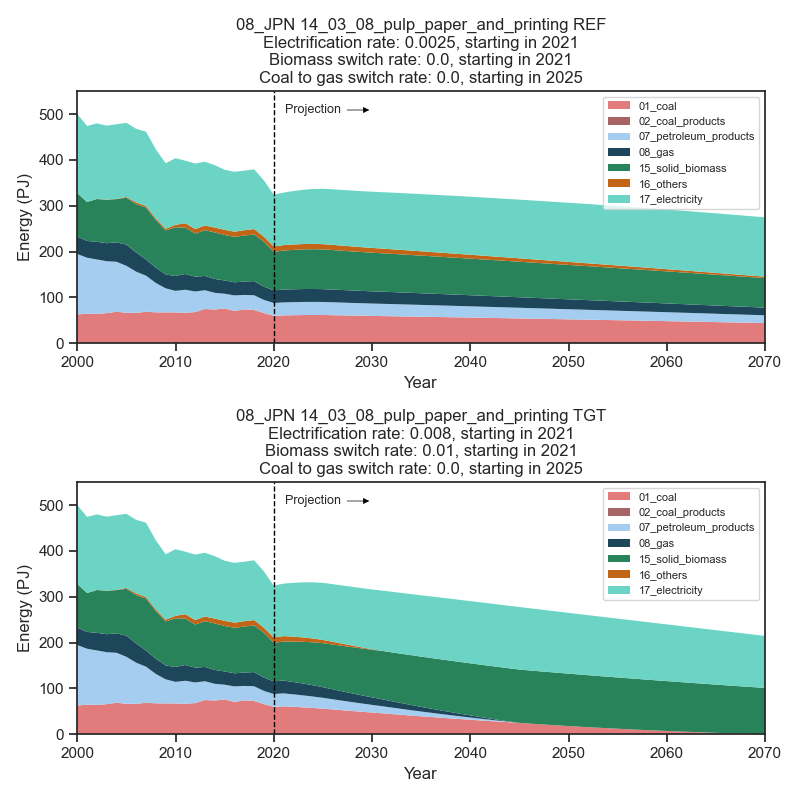 08_JPN 14_03_08_pulp_paper_and_printing REF
Electrification rate: 0.0025, starting in 2021
Biomass switch rate: 0.0, starting in 2021
Coal to gas switch rate: 0.0, starting in 2025
Energy (PJ)
500
400
300
200
100
0
Projection
01_coal
02_coal_products
07_petroleum_products
08_gas
15_solid_biomass
16_others
17_electricity
2000 2010 2020 2030 2040 2050 2060 2070
Year
08_JPN 14_03_08_pulp_paper_and_printing TGT
Electrification rate: 0.008, starting in 2021
Biomass switch rate: 0.01, starting in 2021
Coal to gas switch rate: 0.0, starting in 2025
Energy (PJ)
500
400
300
200
100
0
Projection
01_coal
02_coal_products
07_petroleum_products
08_gas
15_solid_biomass
16_others
17_electricity
2000 2010 2020 2030 2040 2050 2060 2070
Year